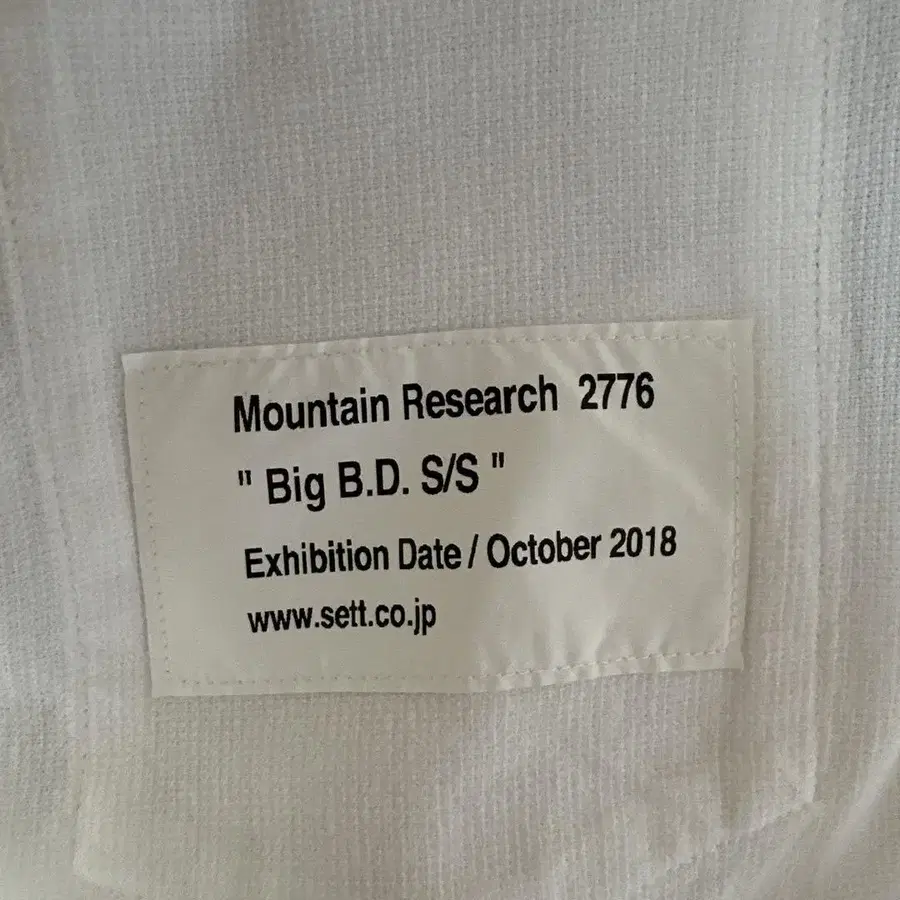 Mountain Research 2776
" Big B.D. S/S "
Exhibition Date / October 2018
www.sett.co.jp